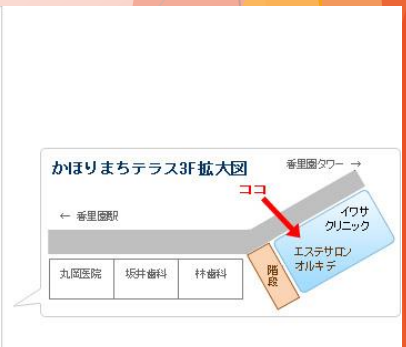 かほりまちテラス3F拡大図
香里園タワー →
ココ
← 香里園駅
イワサ
クリニック
エステサロン
オルキデ
階段
丸岡医院
坂井歯科
林歯科